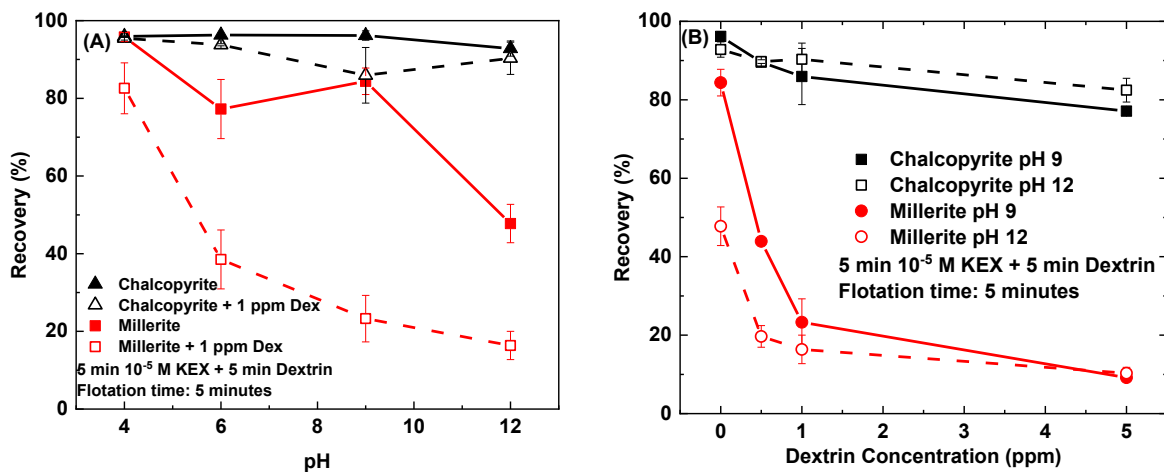 (A)
Recovery (%)
100
80
60
40
20
0
Chalcopyrite
Chalcopyrite + 1 ppm Dex
Millerite
Millerite + 1 ppm Dex
5 min 10⁻⁵ M KEX + 5 min Dextrin
Flotation time: 5 minutes
4 6 8 10 12
pH
(B)
Recovery (%)
100
80
60
40
20
0
Chalcopyrite pH 9
Chalcopyrite pH 12
Millerite pH 9
Millerite pH 12
5 min 10⁻⁵ M KEX + 5 min Dextrin
Flotation time: 5 minutes
0 1 2 3 4 5
Dextrin Concentration (ppm)